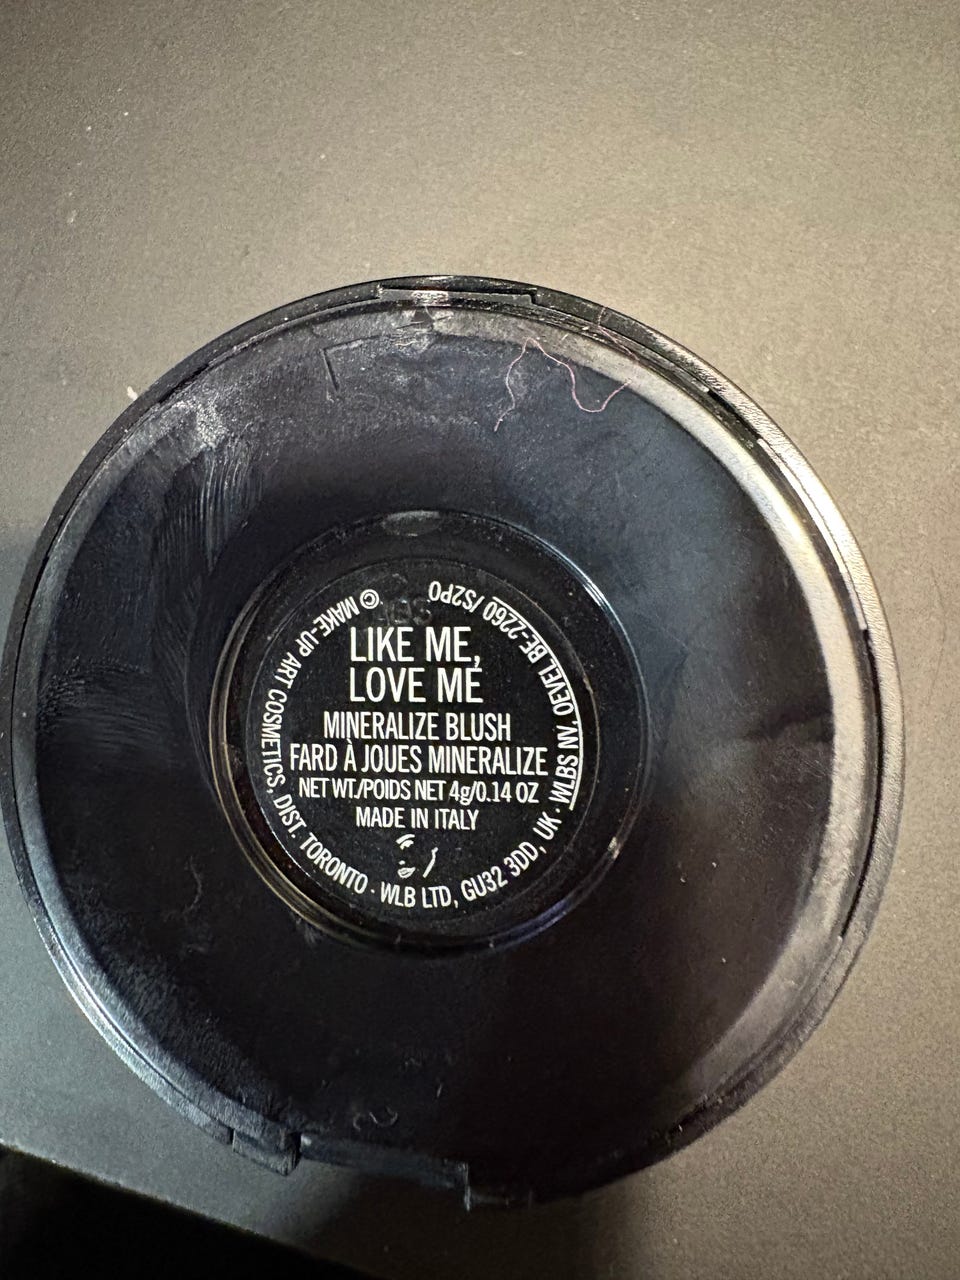 LIKE ME,
LOVE ME
MINERALIZE BLUSH
FARD À JOUES MINERALIZE
NET WT./POIDS NET 4g/0.14 OZ
MADE IN ITALY
© MAKE-UP ART COSMETICS, DIST. TORONTO · WLB LTD, GU32 3DD, UK · WLBS NV, OEVEL BE-2260 /S2P0